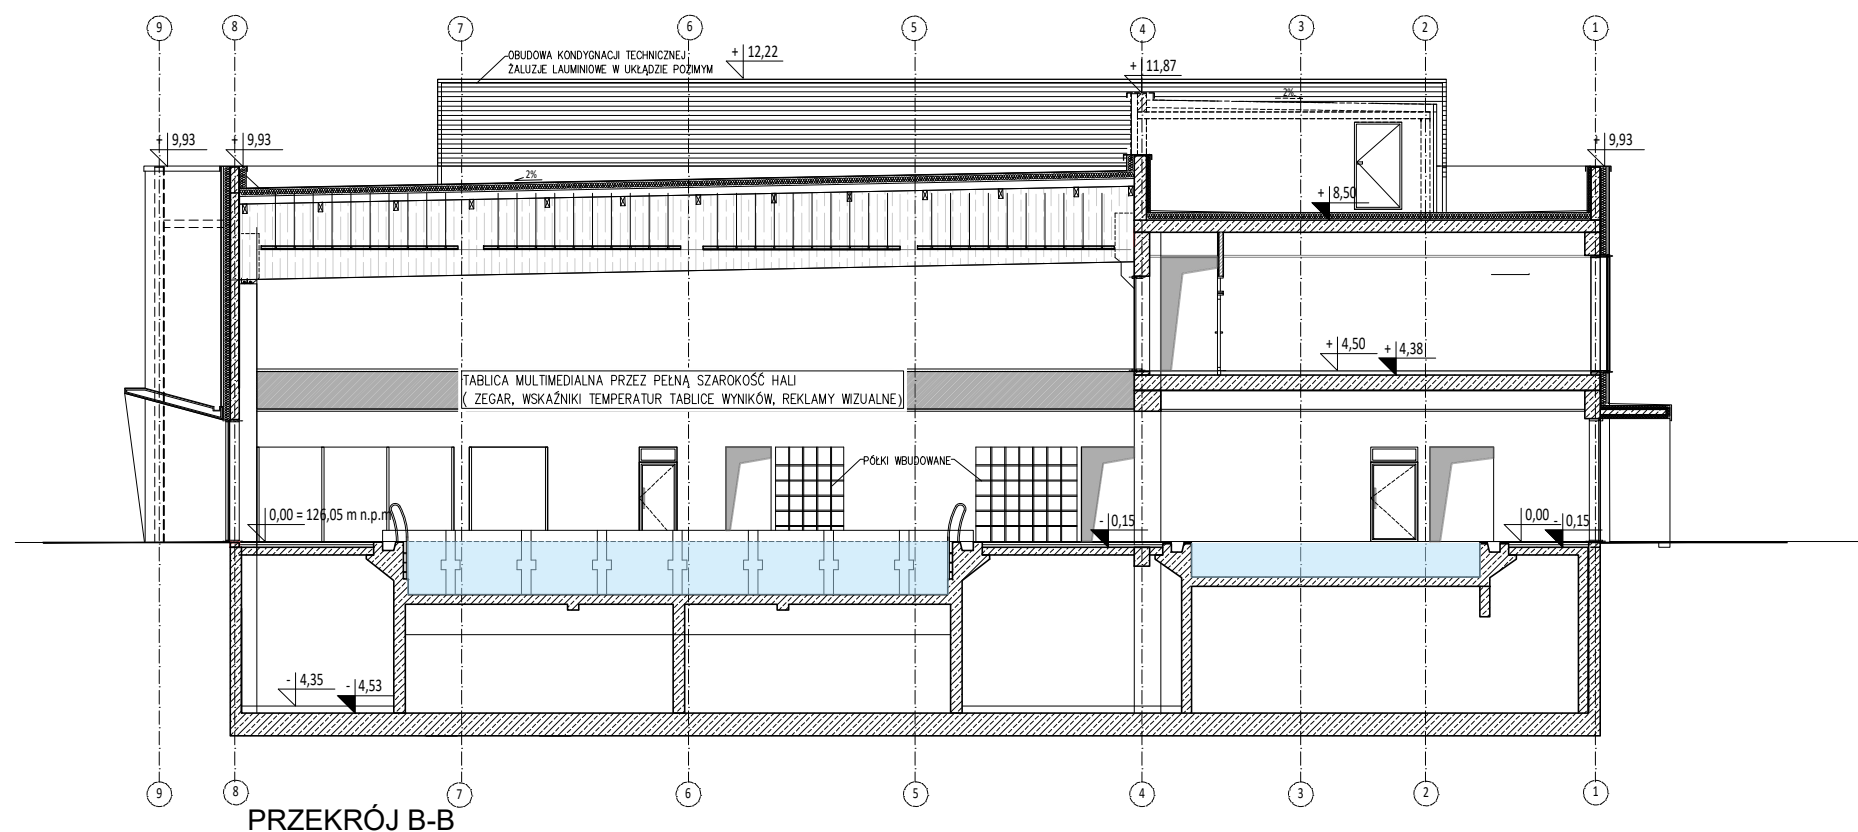 9 8 7 6 5 4 3 2 1
OBUDOWA KONDYGNACJI TECHNICZNEJ
ŻALUZJE LAUMINIOWE W UKŁĄDZIE POZIMYM
+ 12,22
+ 11,87
2%
+ 9,93
+ 9,93
+ 9,93
2%
+ 8,50
+ 4,50
+ 4,38
TABLICA MULTIMEDIALNA PRZEZ PEŁNĄ SZAROKOŚĆ HALI
( ZEGAR, WSKAŹNIKI TEMPERATUR TABLICE WYNIKÓW, REKLAMY WIZUALNE)
PÓŁKI WBUDOWANE
0,00 = 126,05 m n.p.m
- 0,15
0,00
- 0,15
- 4,35
- 4,53
9 8 7 6 5 4 3 2 1
PRZEKRÓJ B-B